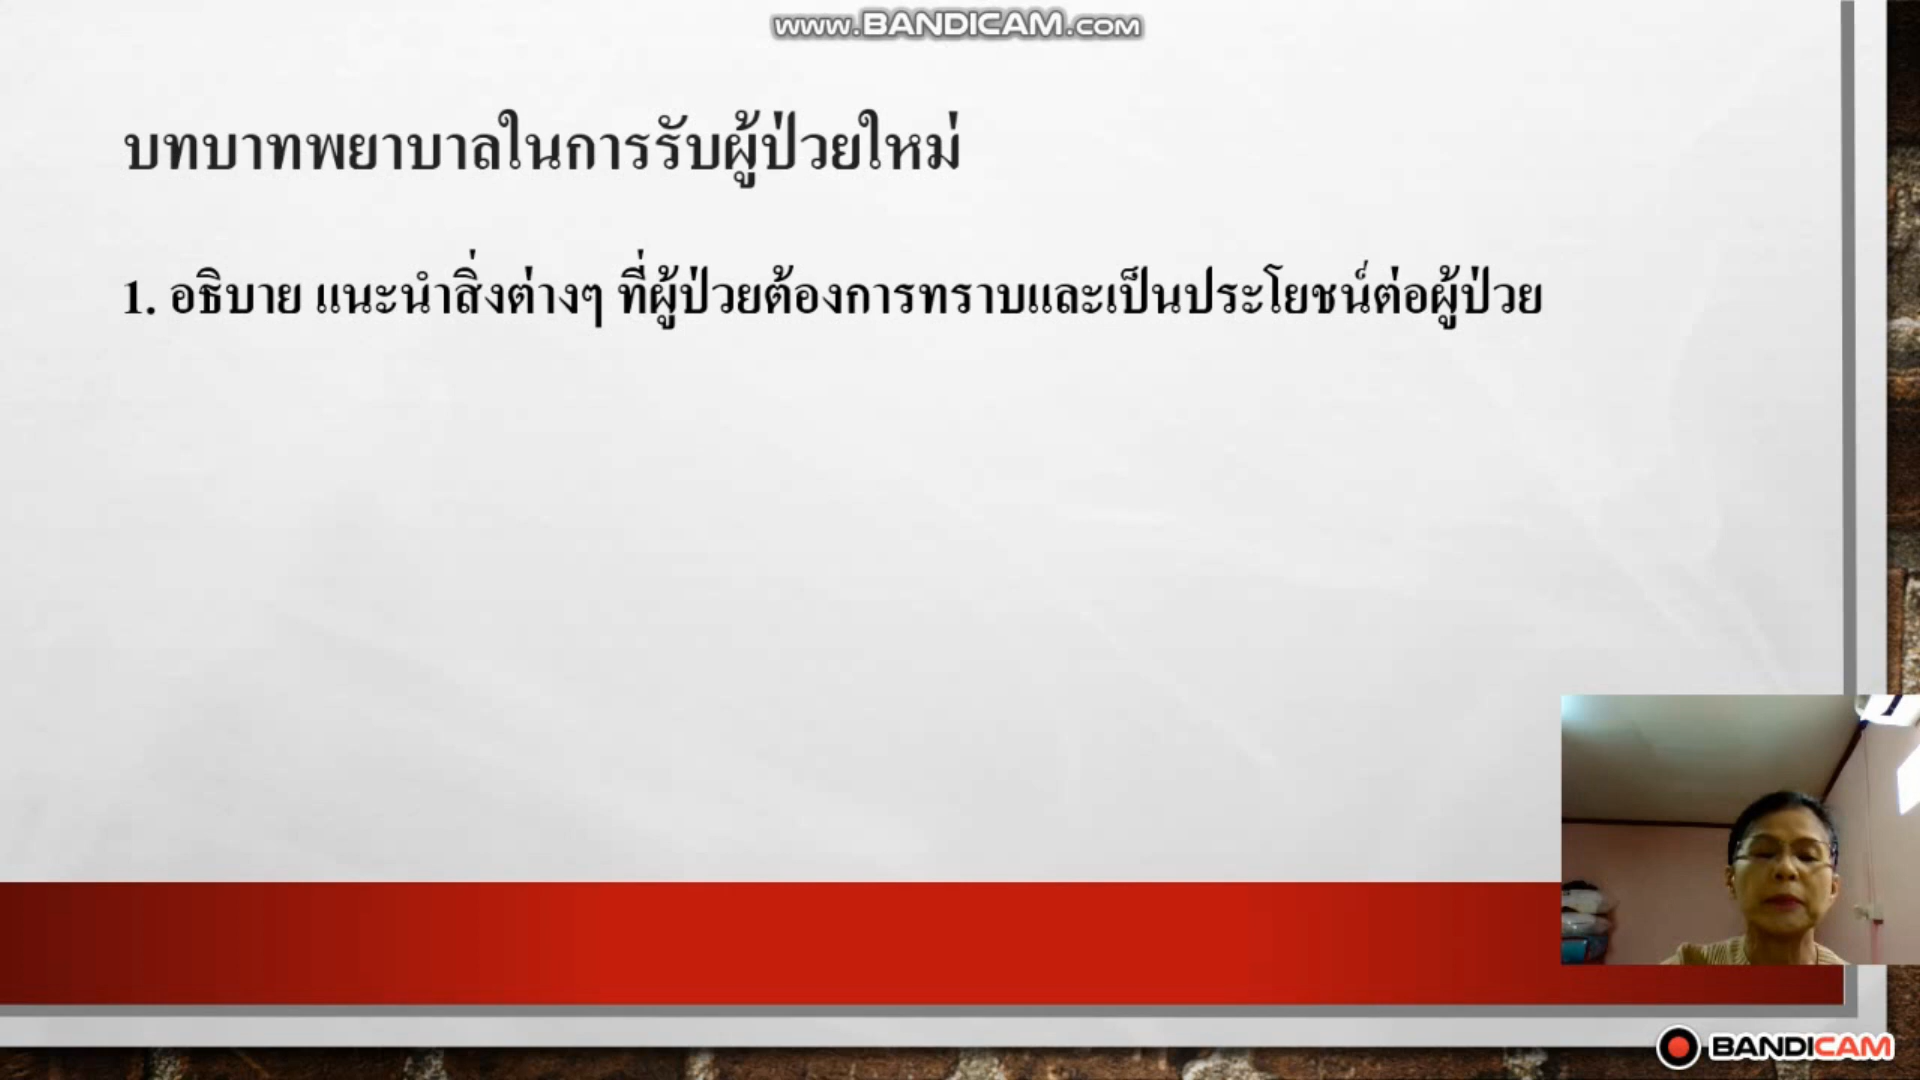 www.BANDICAM.com
บทบาทพยาบาลในการรับผู้ป่วยใหม่
1. อธิบาย แนะนำสิ่งต่างๆ ที่ผู้ป่วยต้องการทราบและเป็นประโยชน์ต่อผู้ป่วย
BANDICAM